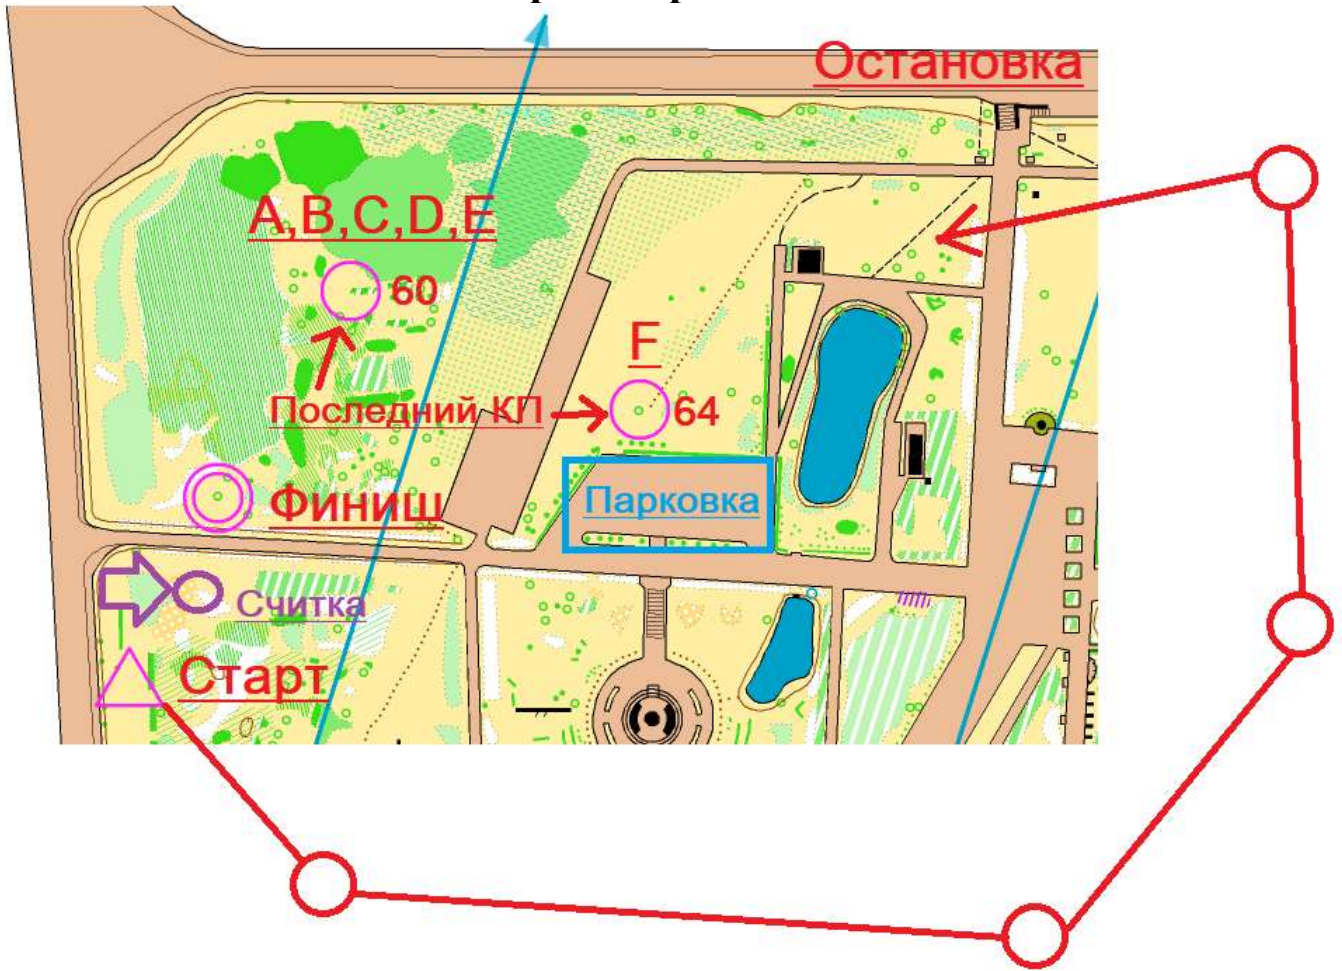 Остановка
A,B,C,D,E
60
F
Последний КП
64
Парковка
Финиш
Считка
Старт